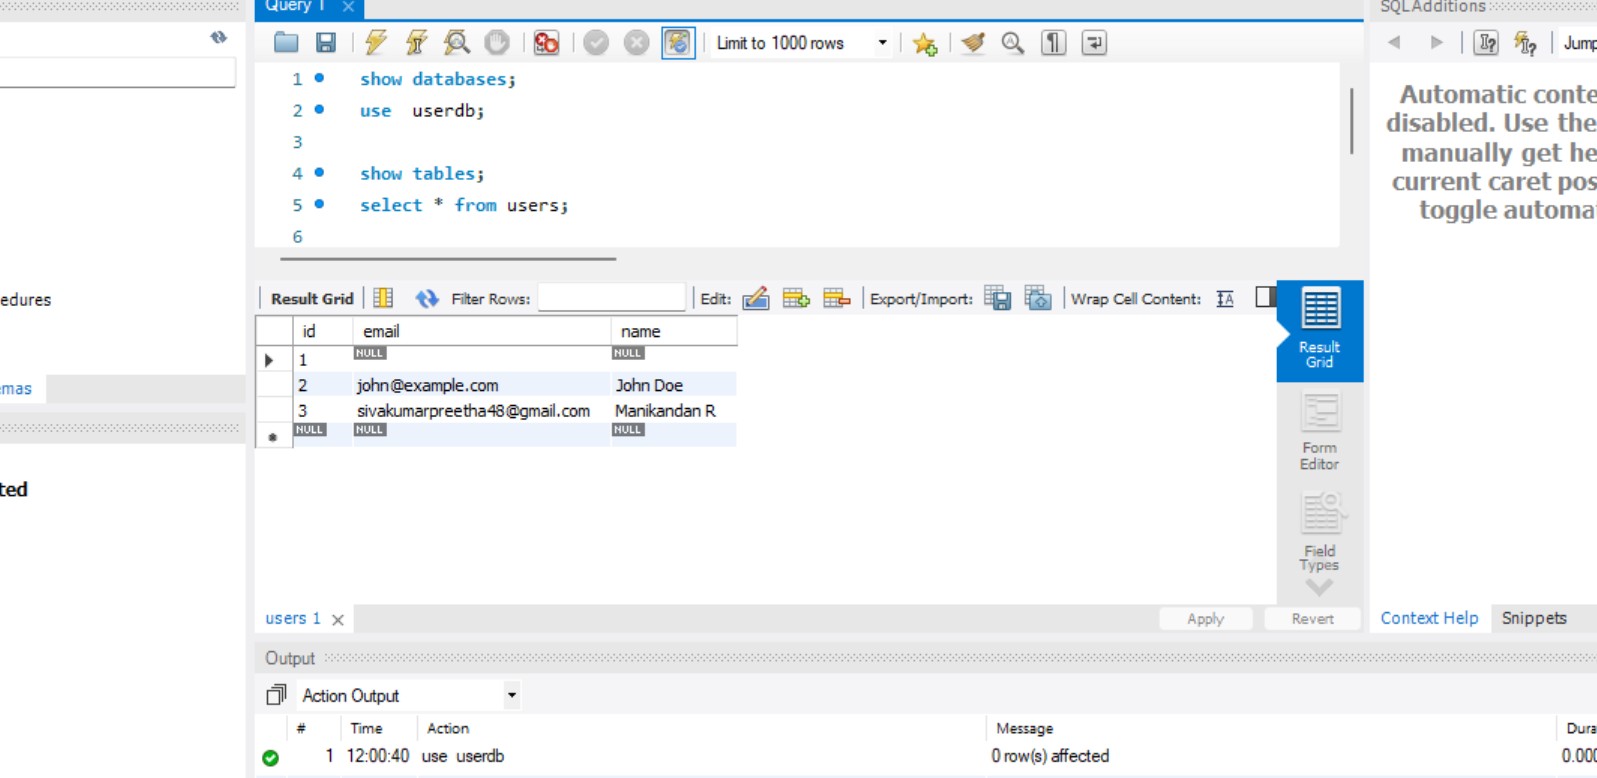 Query 1
SQLAdditions
Limit to 1000 rows
Jump
1 show databases;
2 use userdb;
3
4 show tables;
5 select * from users;
6
Automatic conte
disabled. Use the
manually get he
current caret pos
toggle automa
edures
emas
ted
Result Grid Filter Rows: Edit: Export/Import: Wrap Cell Content:
id email name
1 NULL NULL
2 john@example.com John Doe
3 sivakumarpreetha48@gmail.com Manikandan R
NULL NULL NULL
Result
Grid
Form
Editor
Field
Types
users 1
Apply Revert
Context Help Snippets
Output
Action Output
# Time Action Message Dura
1 12:00:40 use userdb 0 row(s) affected 0.000